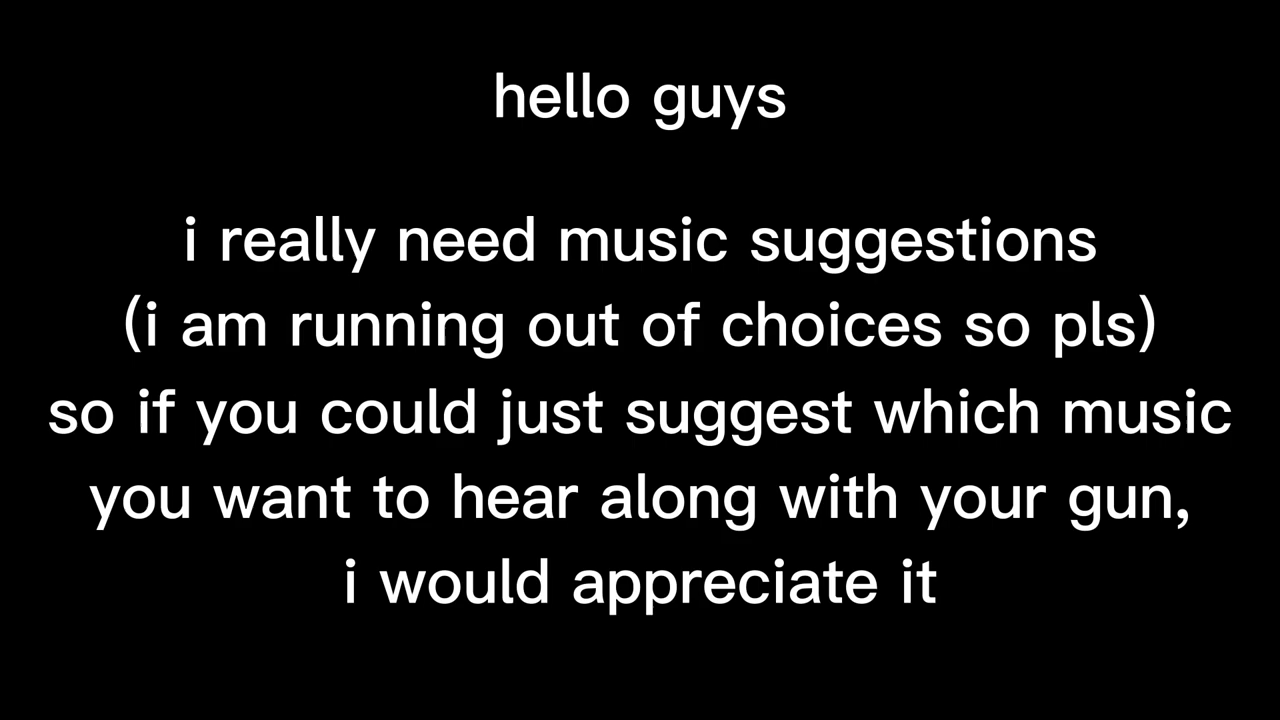 hello guys
i really need music suggestions
(i am running out of choices so pls)
so if you could just suggest which music
you want to hear along with your gun,
i would appreciate it